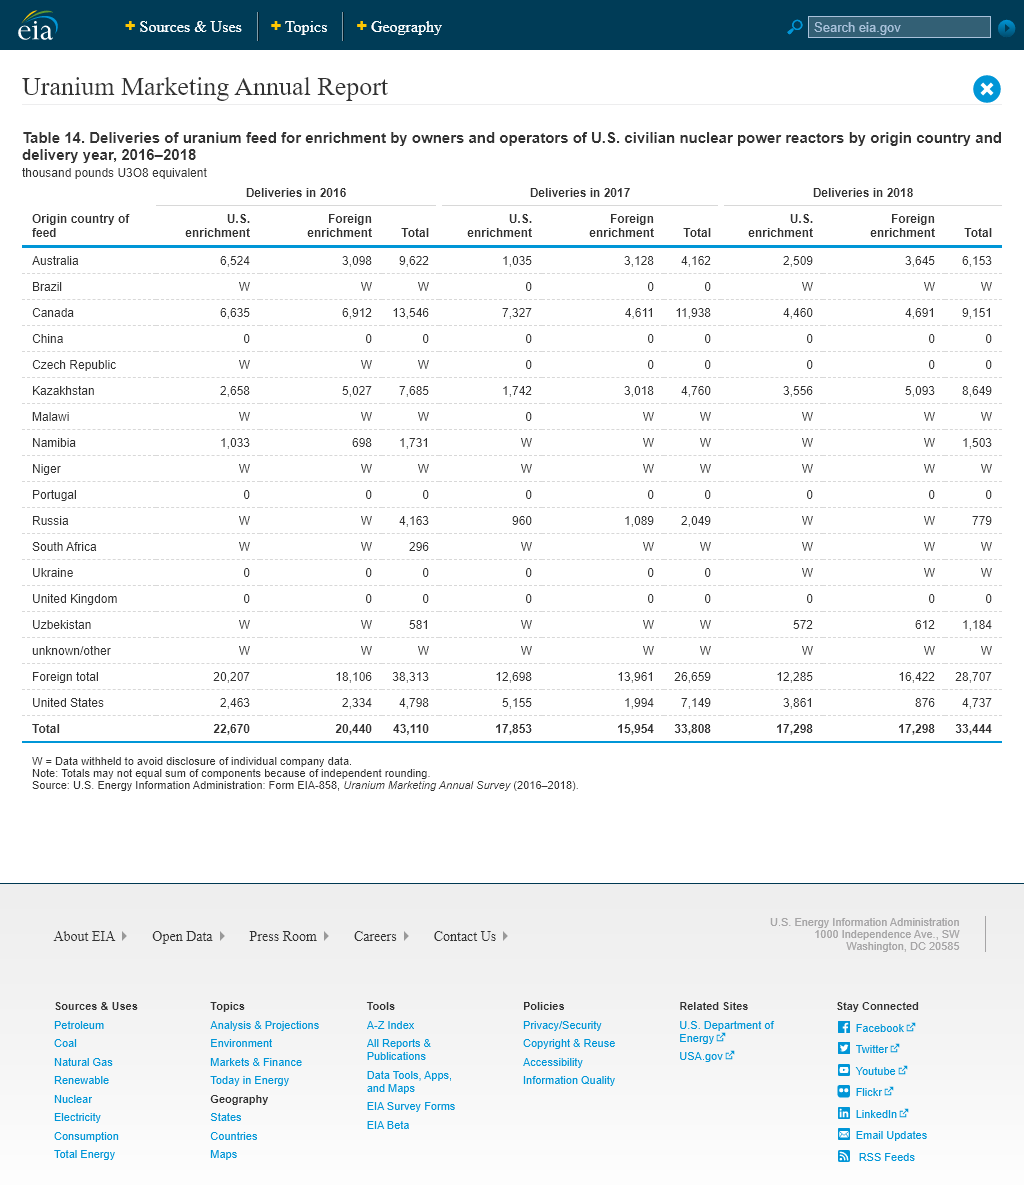 eia
Sources & Uses
Topics
Geography
Search eia.gov
Uranium Marketing Annual Report
Table 14. Deliveries of uranium feed for enrichment by owners and operators of U.S. civilian nuclear power reactors by origin country and
delivery year, 2016–2018
thousand pounds U3O8 equivalent
Deliveries in 2016 Deliveries in 2017 Deliveries in 2018
Origin country of U.S. Foreign U.S. Foreign U.S. Foreign
feed enrichment enrichment Total enrichment enrichment Total enrichment enrichment Total
Australia 6,524 3,098 9,622 1,035 3,128 4,162 2,509 3,645 6,153
Brazil W W W 0 0 0 W W W
Canada 6,635 6,912 13,546 7,327 4,611 11,938 4,460 4,691 9,151
China 0 0 0 0 0 0 0 0 0
Czech Republic W W W 0 0 0 0 0 0
Kazakhstan 2,658 5,027 7,685 1,742 3,018 4,760 3,556 5,093 8,649
Malawi W W W 0 W W W W W
Namibia 1,033 698 1,731 W W W W W 1,503
Niger W W W W W W W W W
Portugal 0 0 0 0 0 0 0 0 0
Russia W W 4,163 960 1,089 2,049 W W 779
South Africa W W 296 W W W W W W
Ukraine 0 0 0 0 0 0 W W W
United Kingdom 0 0 0 0 0 0 0 0 0
Uzbekistan W W 581 W W W 572 612 1,184
unknown/other W W W W W W W W W
Foreign total 20,207 18,106 38,313 12,698 13,961 26,659 12,285 16,422 28,707
United States 2,463 2,334 4,798 5,155 1,994 7,149 3,861 876 4,737
Total 22,670 20,440 43,110 17,853 15,954 33,808 17,298 17,298 33,444
W = Data withheld to avoid disclosure of individual company data.
Note: Totals may not equal sum of components because of independent rounding.
Source: U.S. Energy Information Administration: Form EIA-858, Uranium Marketing Annual Survey (2016–2018).
About EIA Open Data Press Room Careers Contact Us
U.S. Energy Information Administration
1000 Independence Ave., SW
Washington, DC 20585
Sources & Uses
Petroleum
Coal
Natural Gas
Renewable
Nuclear
Electricity
Consumption
Total Energy
Topics
Analysis & Projections
Environment
Markets & Finance
Today in Energy
Geography
States
Countries
Maps
Tools
A-Z Index
All Reports &
Publications
Data Tools, Apps,
and Maps
EIA Survey Forms
EIA Beta
Policies
Privacy/Security
Copyright & Reuse
Accessibility
Information Quality
Related Sites
U.S. Department of
Energy
USA.gov
Stay Connected
Facebook
Twitter
Youtube
Flickr
LinkedIn
Email Updates
RSS Feeds